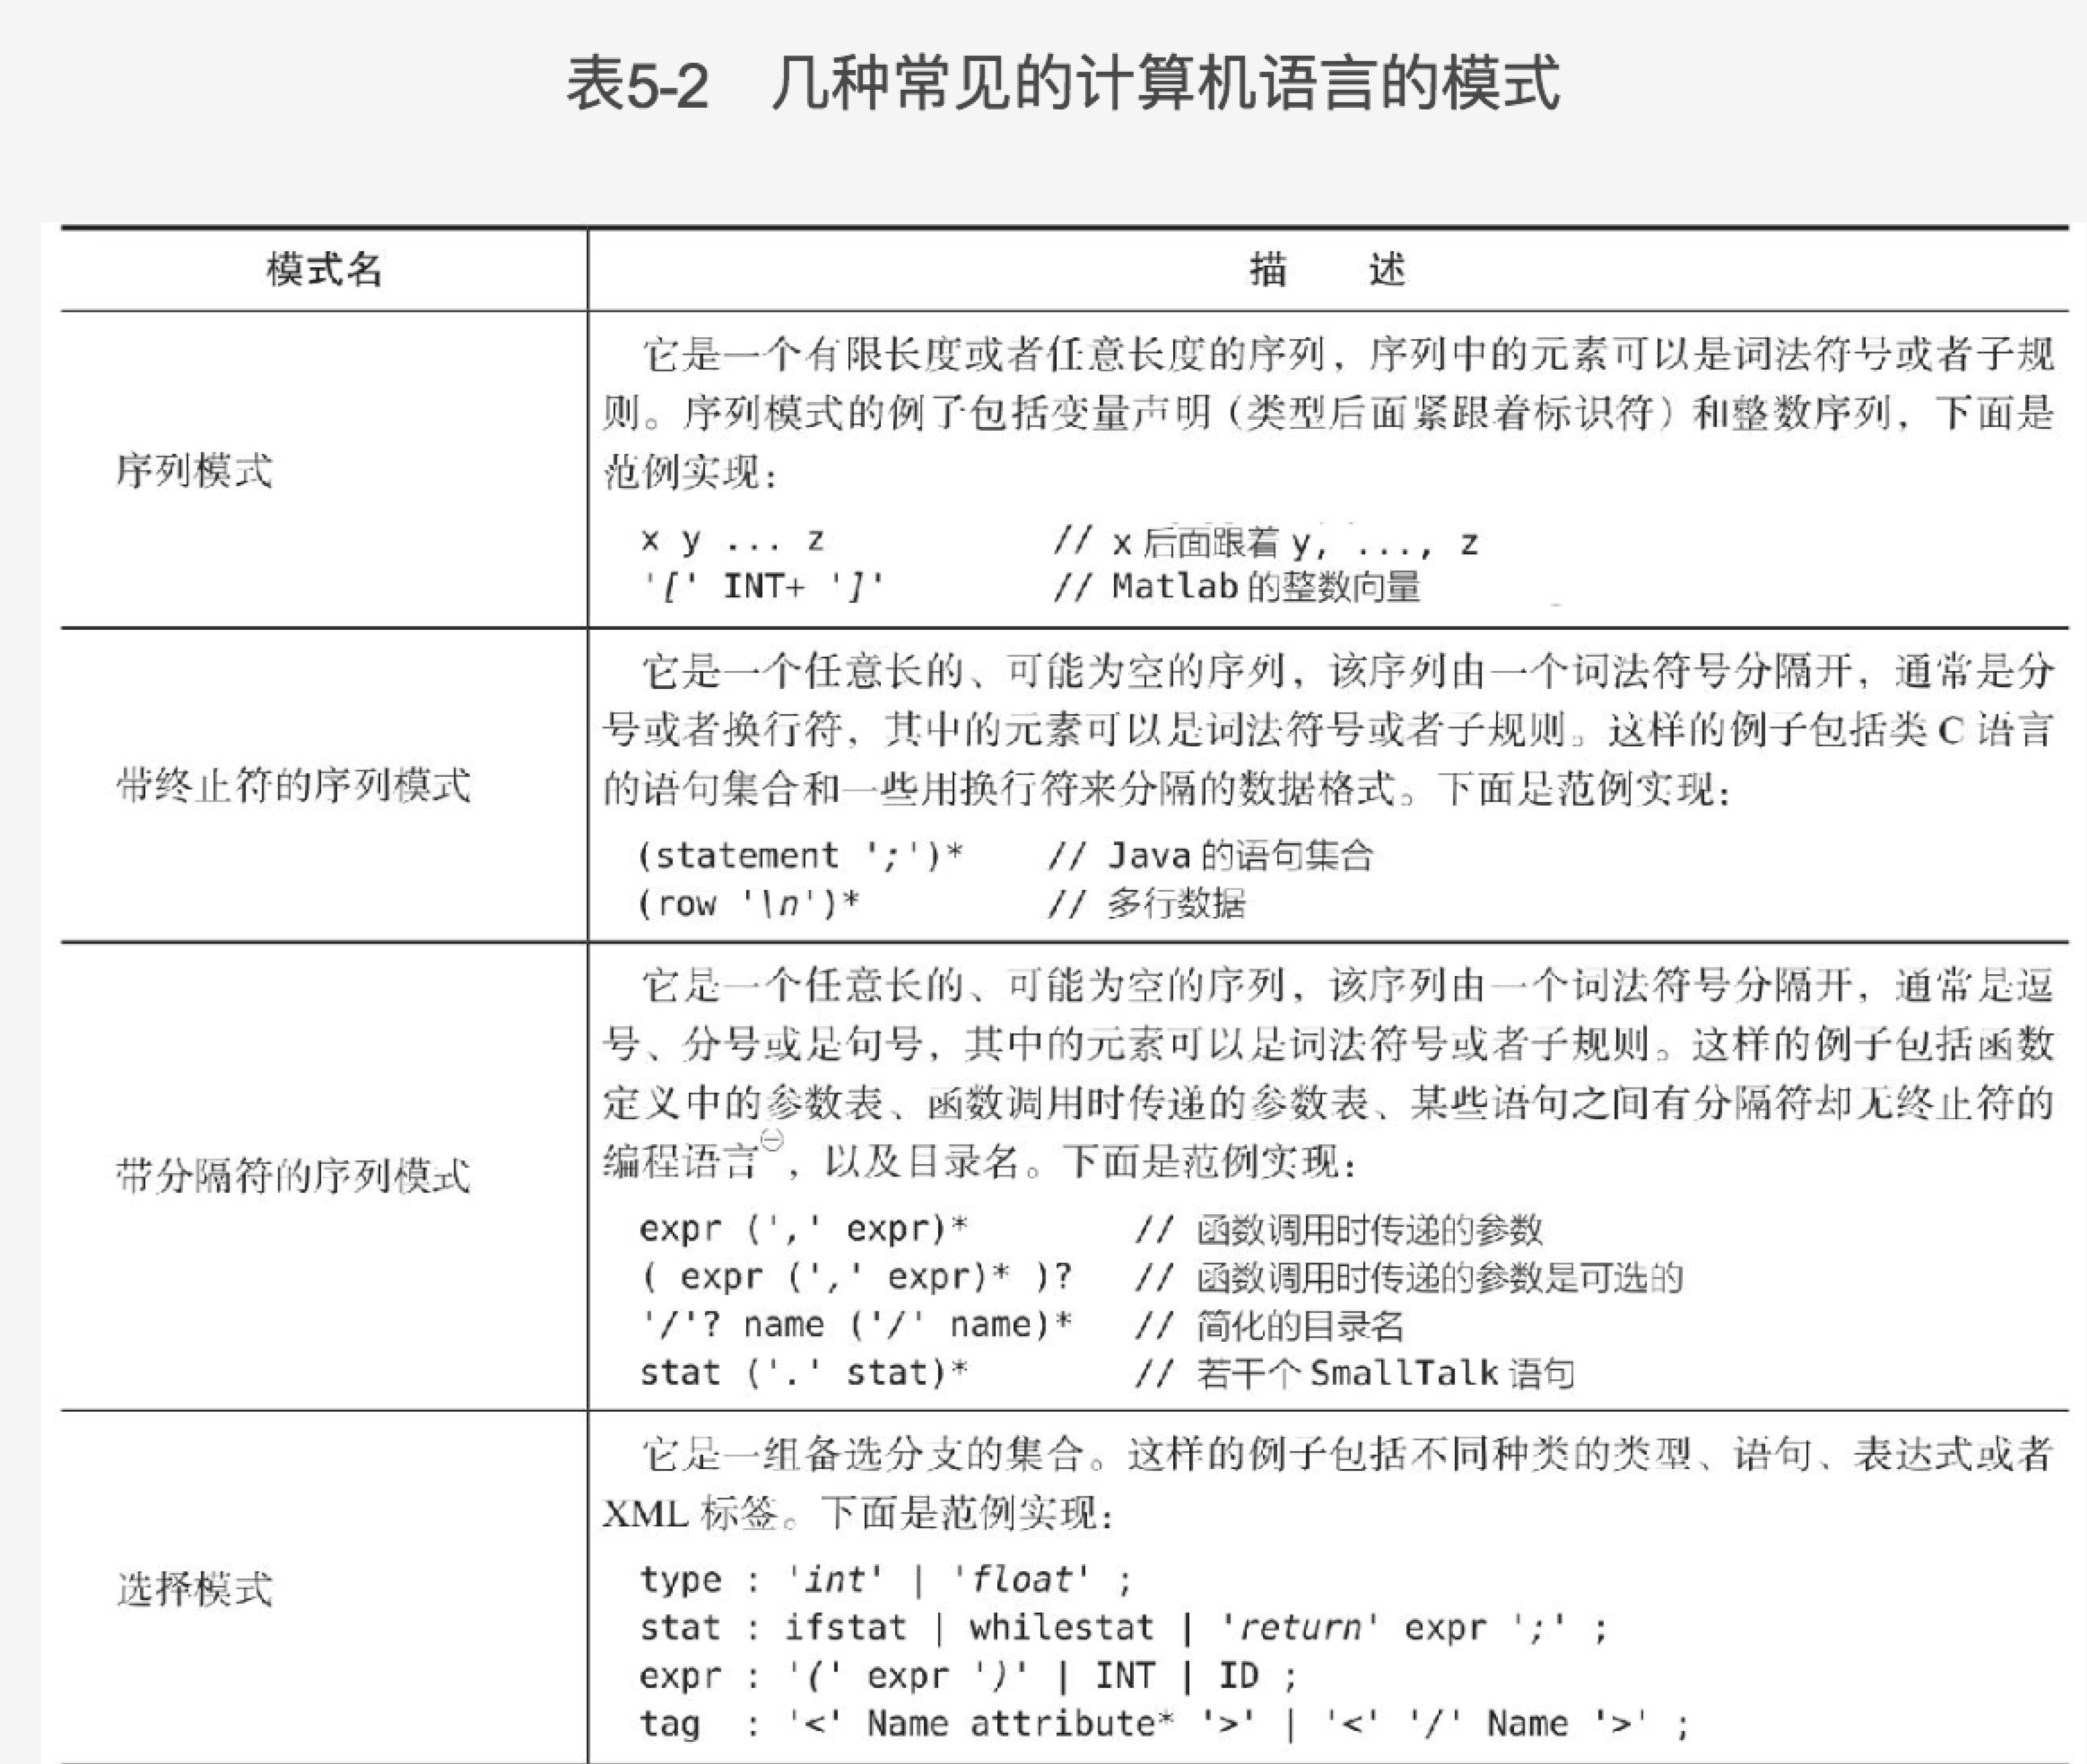 表5-2 几种常见的计算机语言的模式
模式名
描 述
序列模式
它是一个有限长度或者任意长度的序列，序列中的元素可以是词法符号或者子规
则。序列模式的例子包括变量声明（类型后面紧跟着标识符）和整数序列，下面是
范例实现：
x y ... z // x 后面跟着 y, ..., z
'[' INT+ ']' // Matlab 的整数向量
带终止符的序列模式
它是一个任意长的、可能为空的序列，该序列由一个词法符号分隔开，通常是分
号或者换行符，其中的元素可以是词法符号或者子规则。这样的例子包括类 C 语言
的语句集合和一些用换行符来分隔的数据格式。下面是范例实现：
(statement ';')* // Java 的语句集合
(row '\n')* // 多行数据
带分隔符的序列模式
它是一个任意长的、可能为空的序列，该序列由一个词法符号分隔开，通常是逗
号、分号或是句号，其中的元素可以是词法符号或者子规则。这样的例子包括函数
定义中的参数表、函数调用时传递的参数表、某些语句之间有分隔符却无终止符的
编程语言㊀，以及目录名。下面是范例实现：
expr (',' expr)* // 函数调用时传递的参数
( expr (',' expr)* )? // 函数调用时传递的参数是可选的
'/'? name ('/' name)* // 简化的目录名
stat ('.' stat)* // 若干个 SmallTalk 语句
选择模式
它是一组备选分支的集合。这样的例子包括不同种类的类型、语句、表达式或者
XML 标签。下面是范例实现：
type : 'int' | 'float' ;
stat : ifstat | whilestat | 'return' expr ';' ;
expr : '(' expr ')' | INT | ID ;
tag : '<' Name attribute* '>' | '<' '/' Name '>' ;